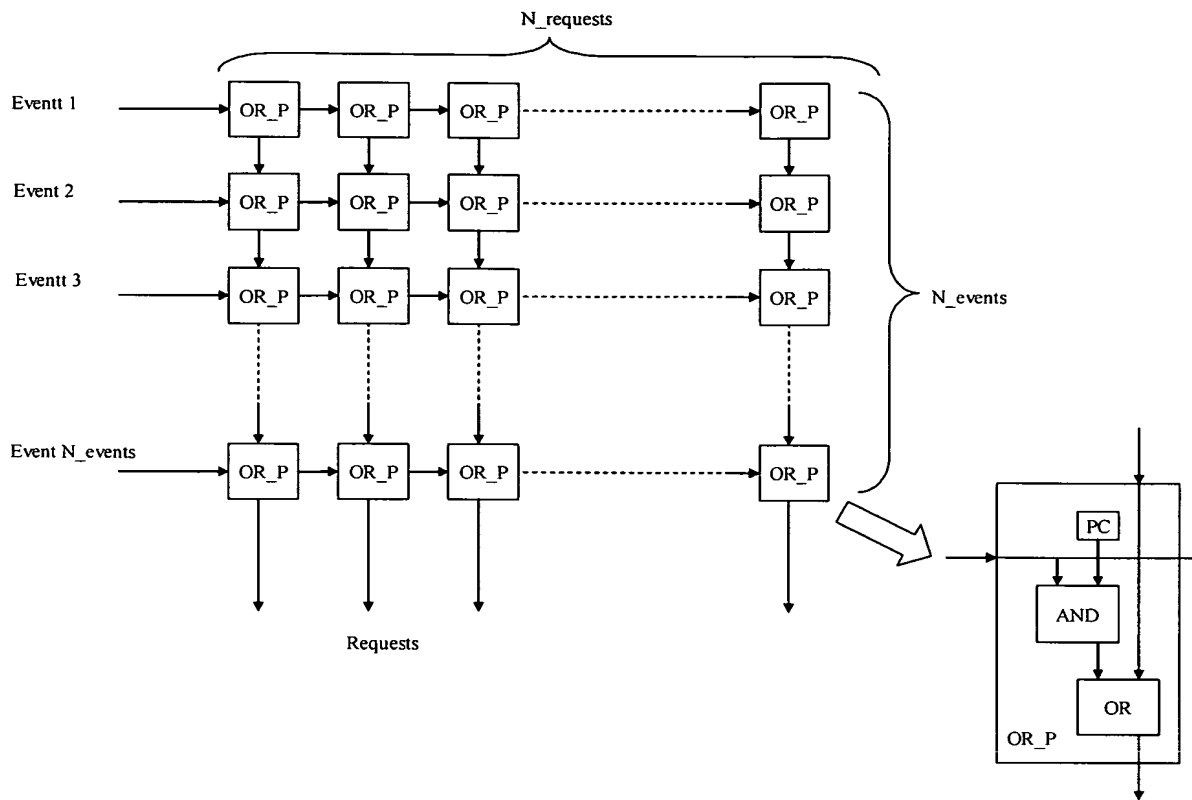 N_requests
Eventt 1
OR_P OR_P OR_P OR_P
Event 2
OR_P OR_P OR_P OR_P
Eventt 3
OR_P OR_P OR_P OR_P
N_events
Event N_events
OR_P OR_P OR_P OR_P
Requests
PC
AND
OR
OR_P